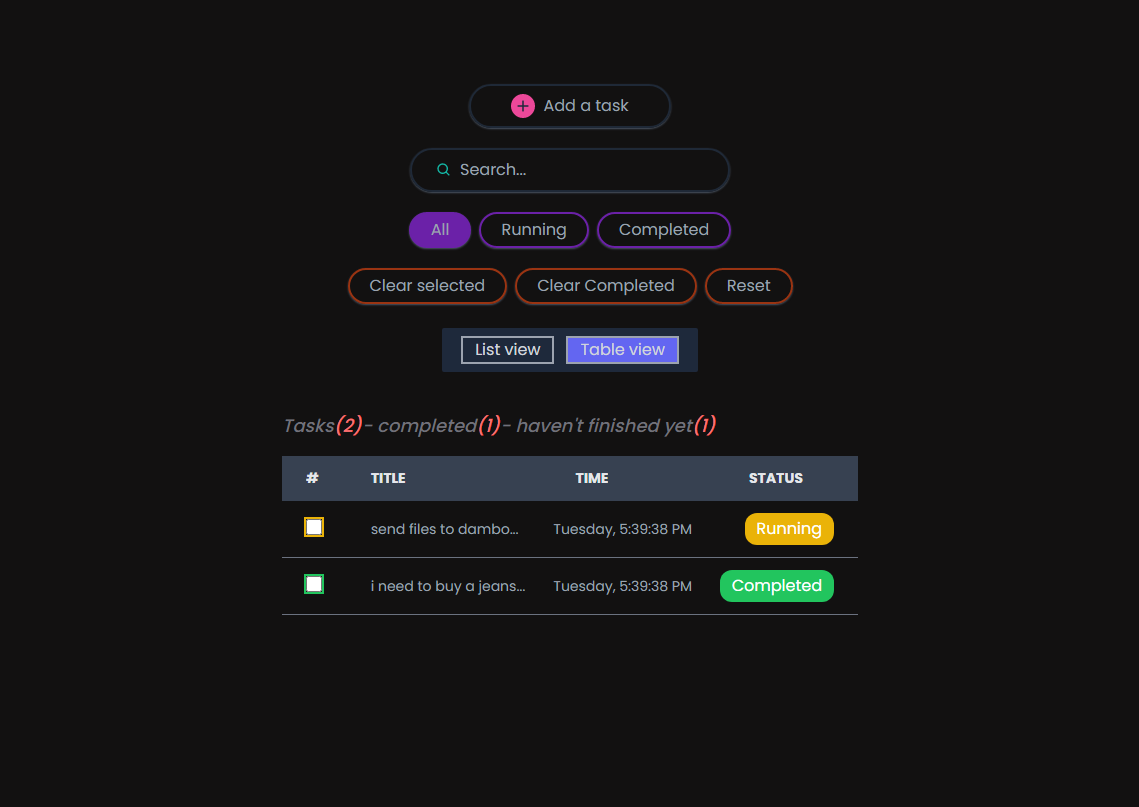 Add a task
Search...
All Running Completed
Clear selected Clear Completed Reset
List view Table view
Tasks(2)- completed(1)- haven't finished yet(1)
# TITLE TIME STATUS
send files to dambo... Tuesday, 5:39:38 PM Running
i need to buy a jeans... Tuesday, 5:39:38 PM Completed